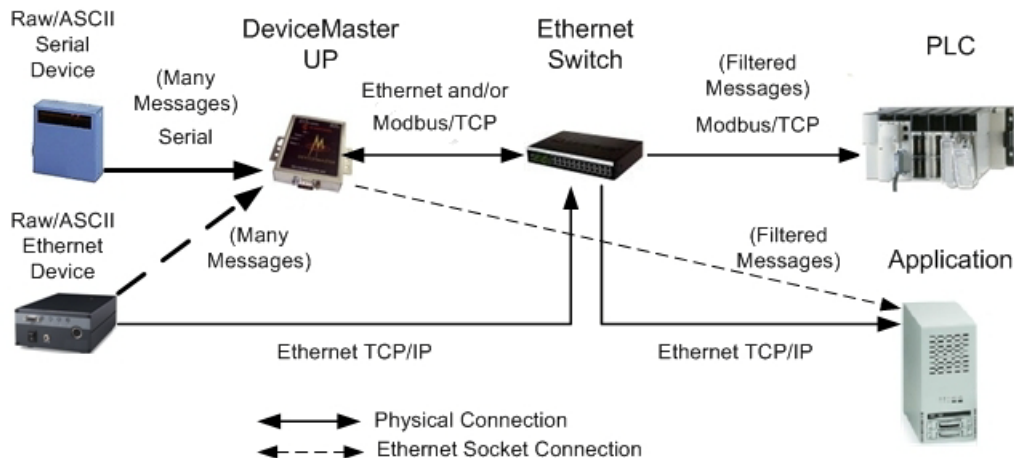 Raw/ASCII
Serial
Device
DeviceMaster
UP
Ethernet
Switch
PLC
(Many
Messages)
Serial
Ethernet and/or
Modbus/TCP
(Filtered
Messages)
Modbus/TCP
Raw/ASCII
Ethernet
Device
(Many
Messages)
(Filtered
Messages)
Application
Ethernet TCP/IP
Ethernet TCP/IP
Physical Connection
Ethernet Socket Connection